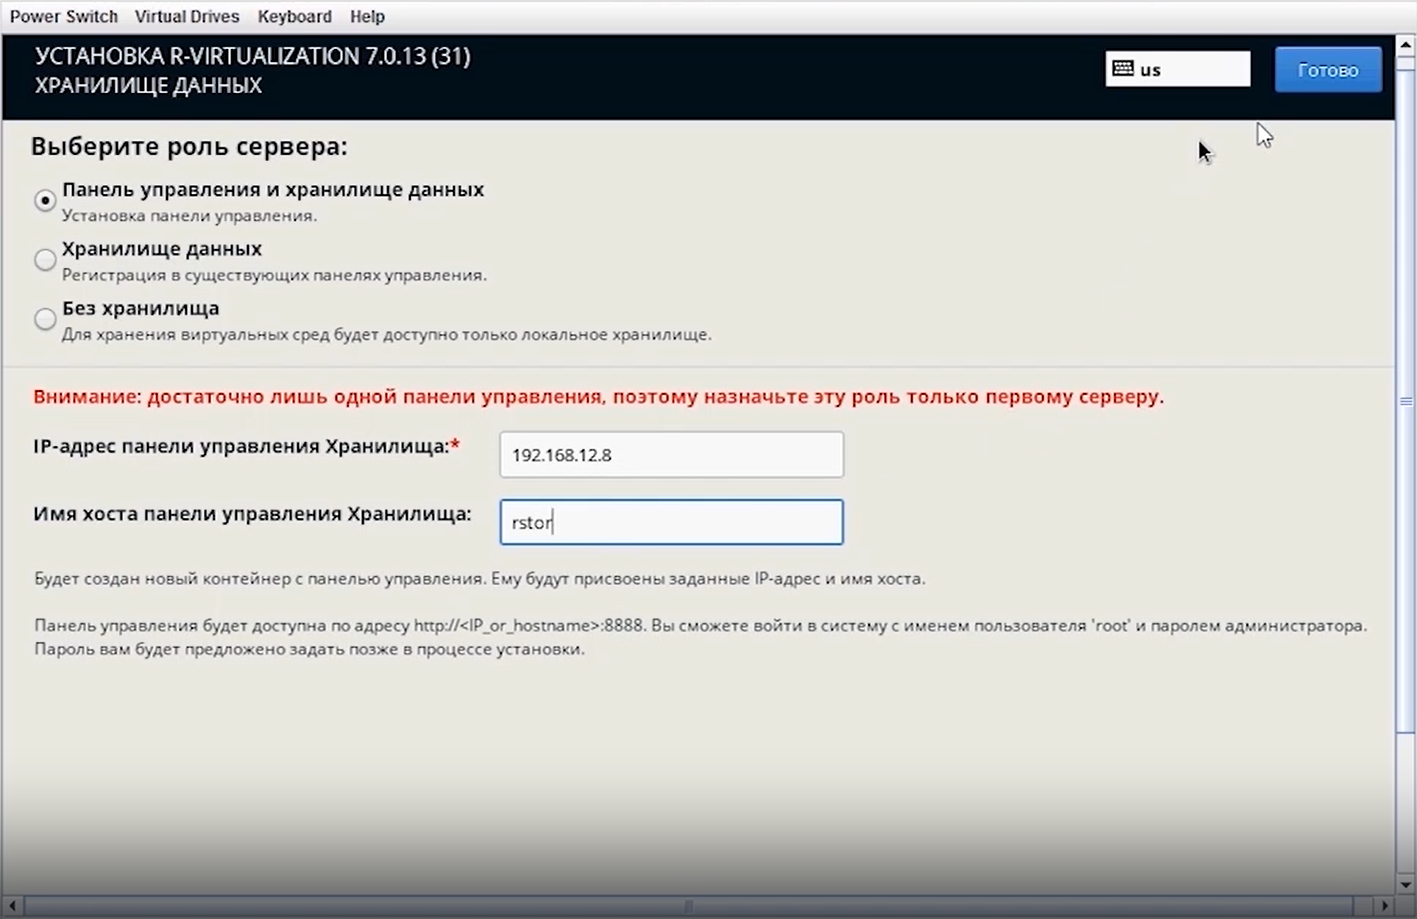 Power Switch Virtual Drives Keyboard Help
УСТАНОВКА R-VIRTUALIZATION 7.0.13 (31)
ХРАНИЛИЩЕ ДАННЫХ
us
Готово
Выберите роль сервера:
Панель управления и хранилище данных
Установка панели управления.
Хранилище данных
Регистрация в существующих панелях управления.
Без хранилища
Для хранения виртуальных сред будет доступно только локальное хранилище.
Внимание: достаточно лишь одной панели управления, поэтому назначьте эту роль только первому серверу.
IP-адрес панели управления Хранилища:* 192.168.12.8
Имя хоста панели управления Хранилища: rstor
Будет создан новый контейнер с панелью управления. Ему будут присвоены заданные IP-адрес и имя хоста.
Панель управления будет доступна по адресу http://<IP_or_hostname>:8888. Вы сможете войти в систему с именем пользователя 'root' и паролем администратора.
Пароль вам будет предложено задать позже в процессе установки.